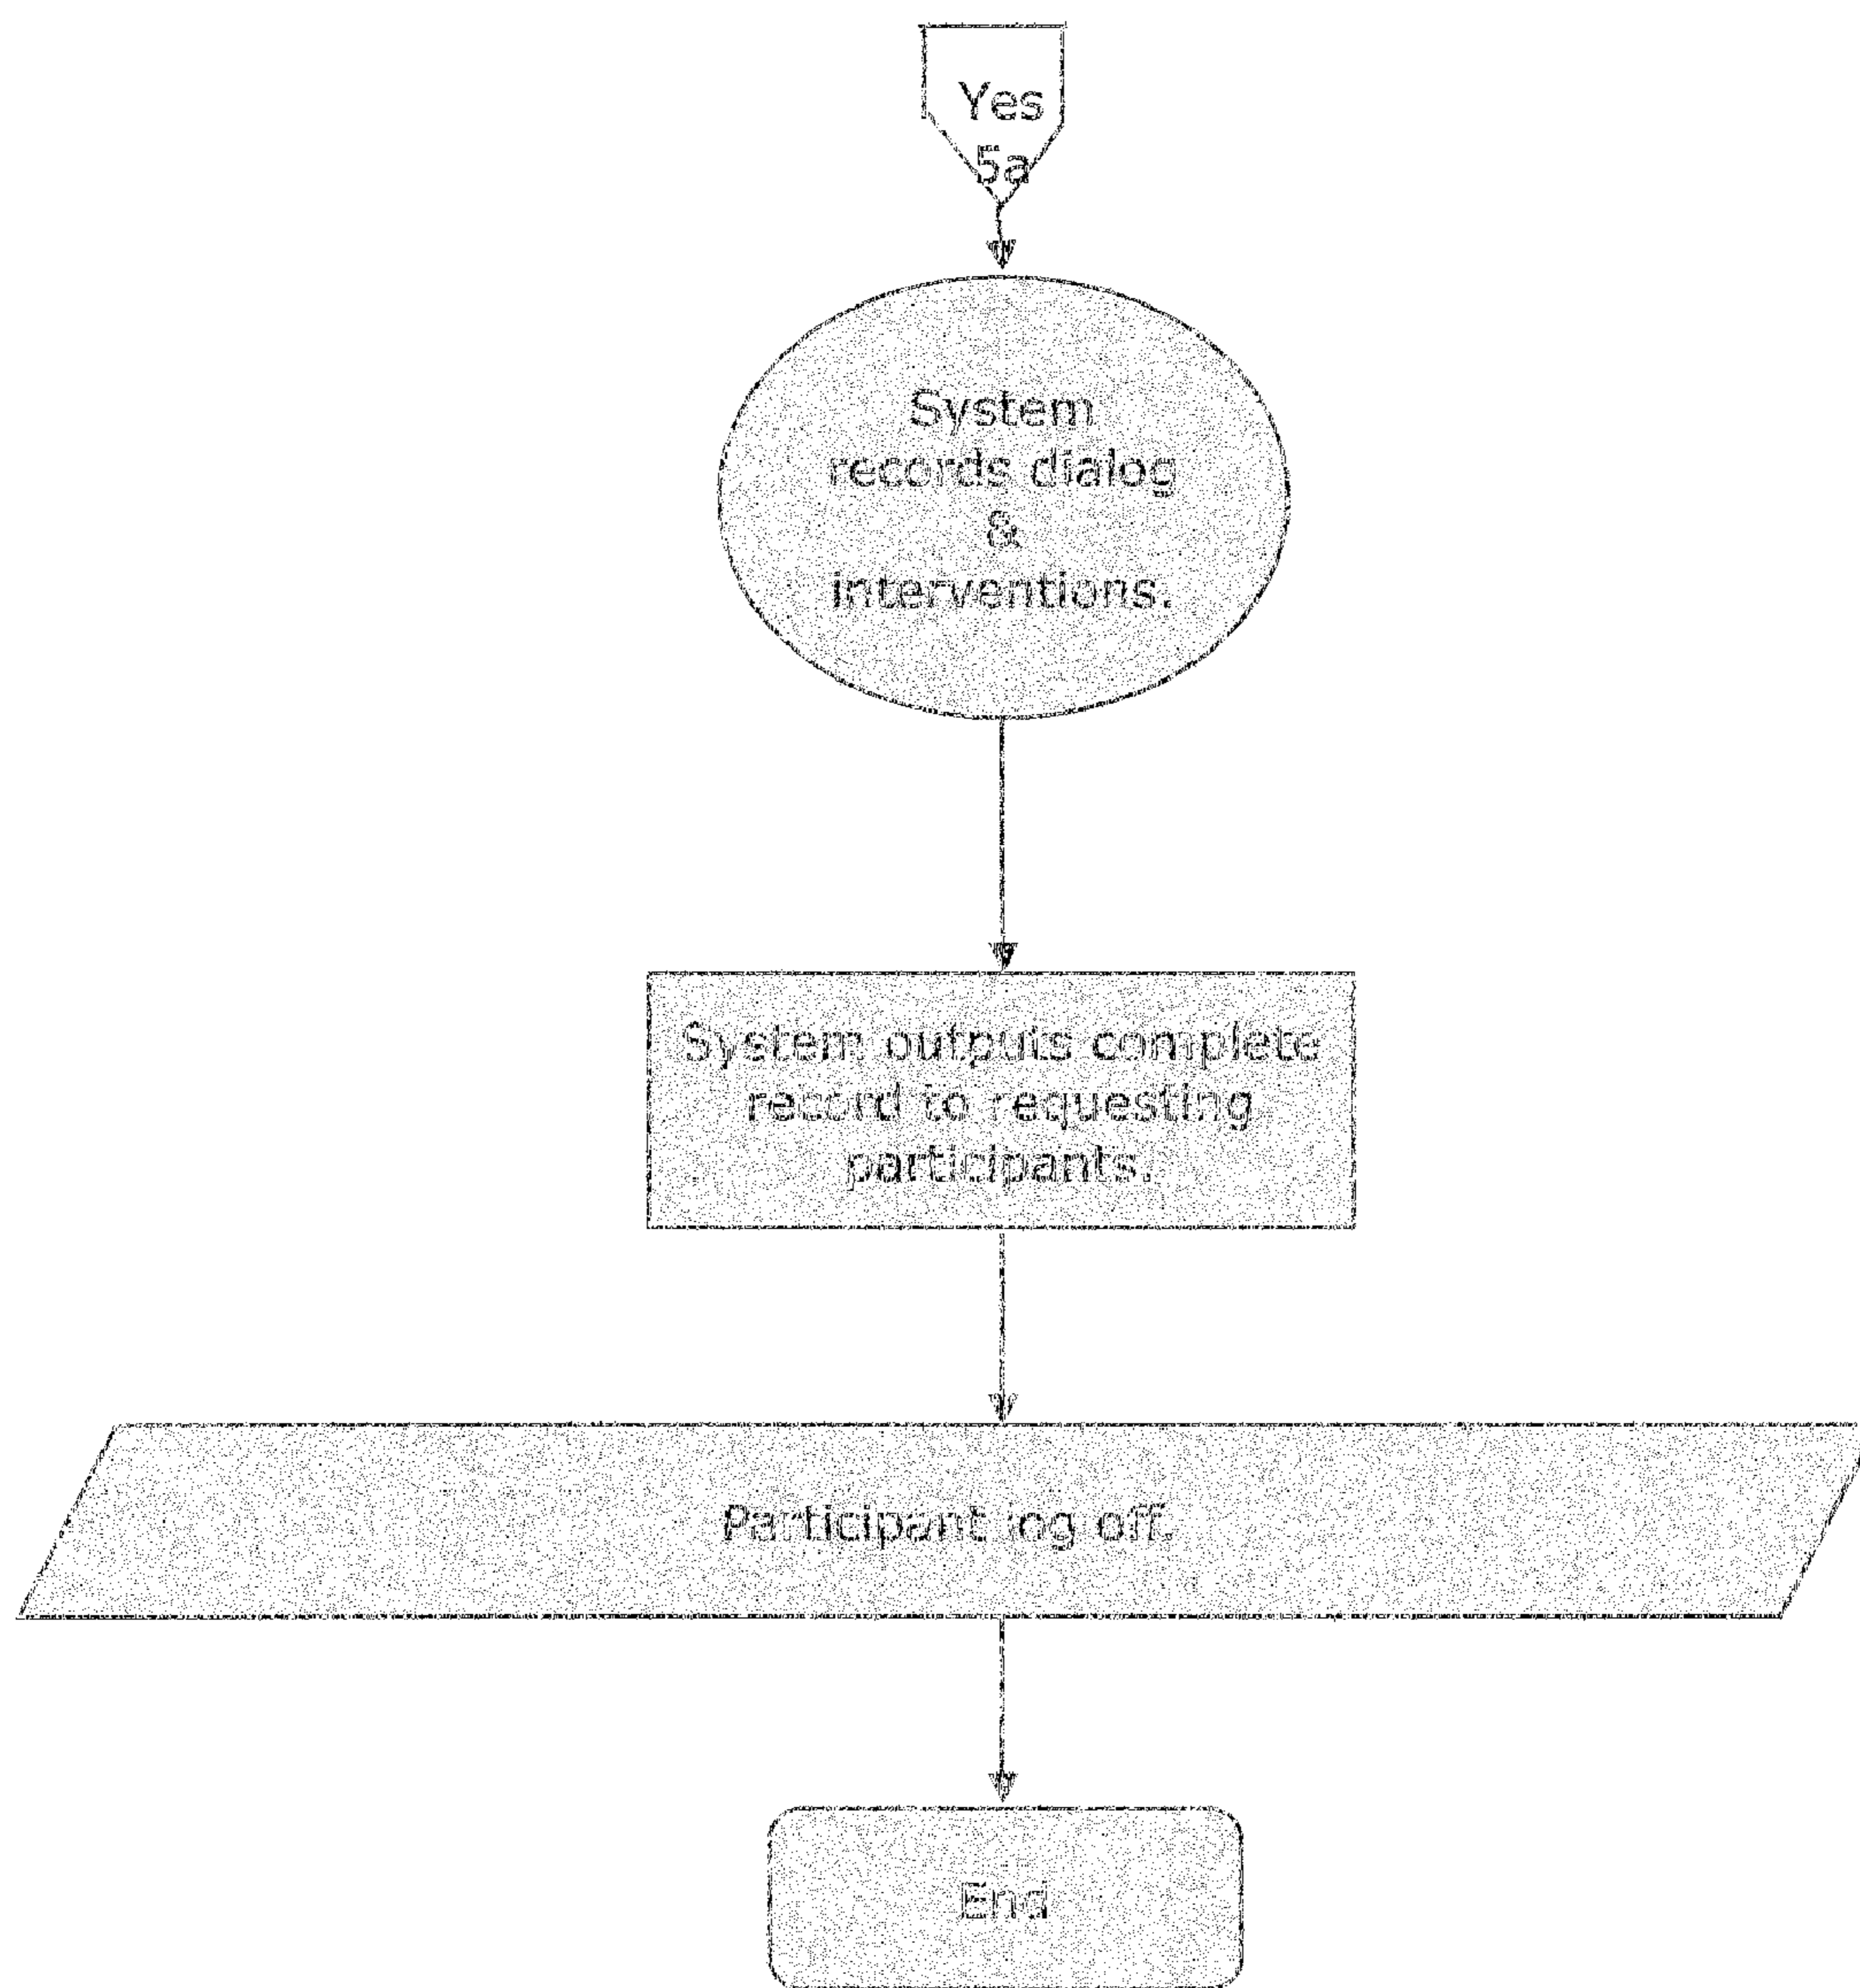 Yes
5a
System
records dialog
&
interventions.
System outputs complete
record to requesting
participants.
Participant log off.
End